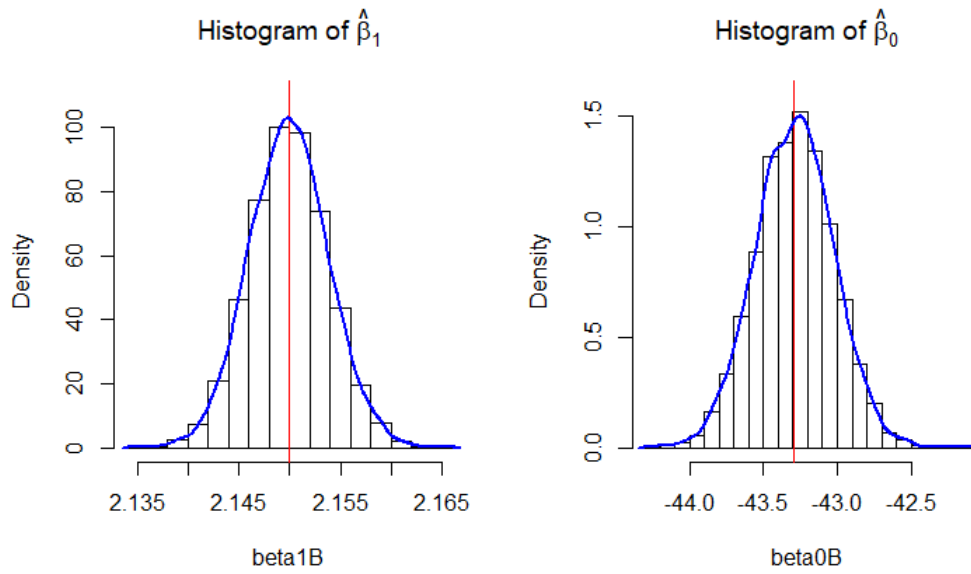 Histogram of β̂₁
Density
0 20 40 60 80 100
2.135 2.145 2.155 2.165
beta1B
Histogram of β̂₀
Density
0.0 0.5 1.0 1.5
-44.0 -43.5 -43.0 -42.5
beta0B